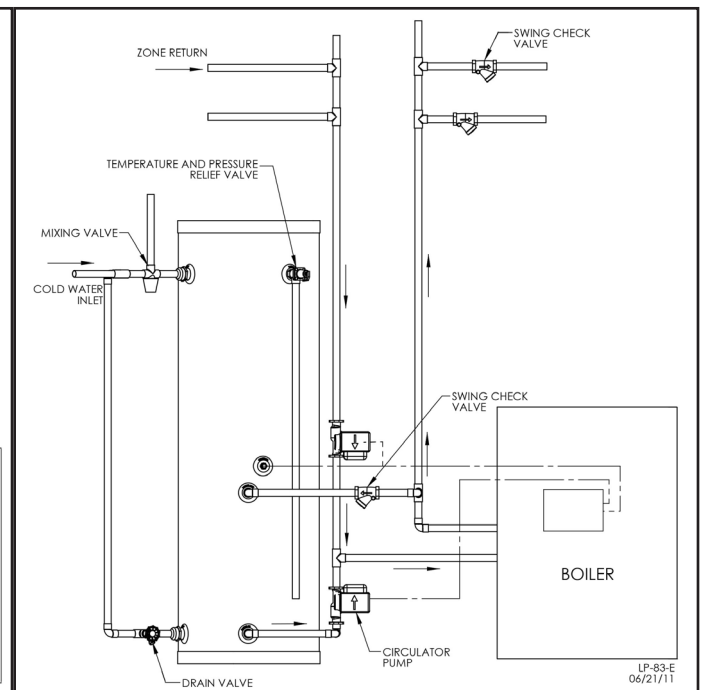 SWING CHECK
VALVE
ZONE RETURN
TEMPERATURE AND PRESSURE
RELIEF VALVE
MIXING VALVE
COLD WATER
INLET
SWING CHECK
VALVE
BOILER
CIRCULATOR
PUMP
DRAIN VALVE
LP-83-E
06/21/11